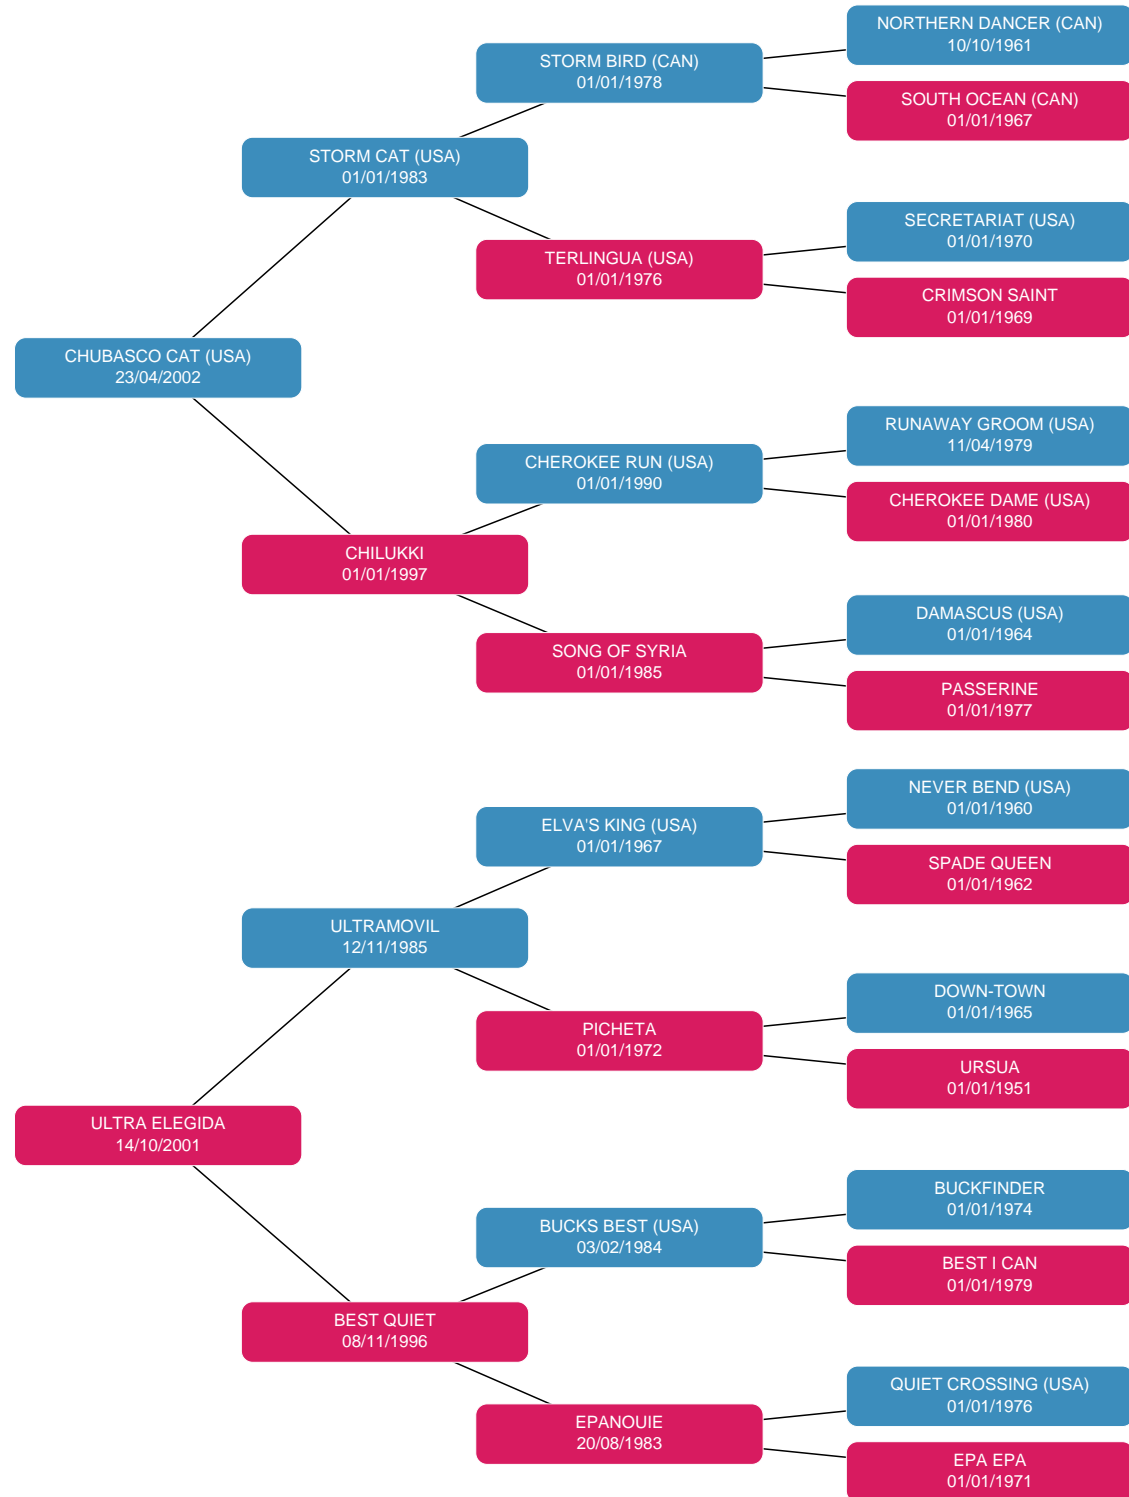 NORTHERN DANCER (CAN)
10/10/1961
STORM BIRD (CAN)
01/01/1978
SOUTH OCEAN (CAN)
01/01/1967
STORM CAT (USA)
01/01/1983
SECRETARIAT (USA)
01/01/1970
TERLINGUA (USA)
01/01/1976
CRIMSON SAINT
01/01/1969
CHUBASCO CAT (USA)
23/04/2002
RUNAWAY GROOM (USA)
11/04/1979
CHEROKEE RUN (USA)
01/01/1990
CHEROKEE DAME (USA)
01/01/1980
CHILUKKI
01/01/1997
DAMASCUS (USA)
01/01/1964
SONG OF SYRIA
01/01/1985
PASSERINE
01/01/1977
NEVER BEND (USA)
01/01/1960
ELVA'S KING (USA)
01/01/1967
SPADE QUEEN
01/01/1962
ULTRAMOVIL
12/11/1985
DOWN-TOWN
01/01/1965
PICHETA
01/01/1972
URSUA
01/01/1951
ULTRA ELEGIDA
14/10/2001
BUCKFINDER
01/01/1974
BUCKS BEST (USA)
03/02/1984
BEST I CAN
01/01/1979
BEST QUIET
08/11/1996
QUIET CROSSING (USA)
01/01/1976
EPANOUIE
20/08/1983
EPA EPA
01/01/1971